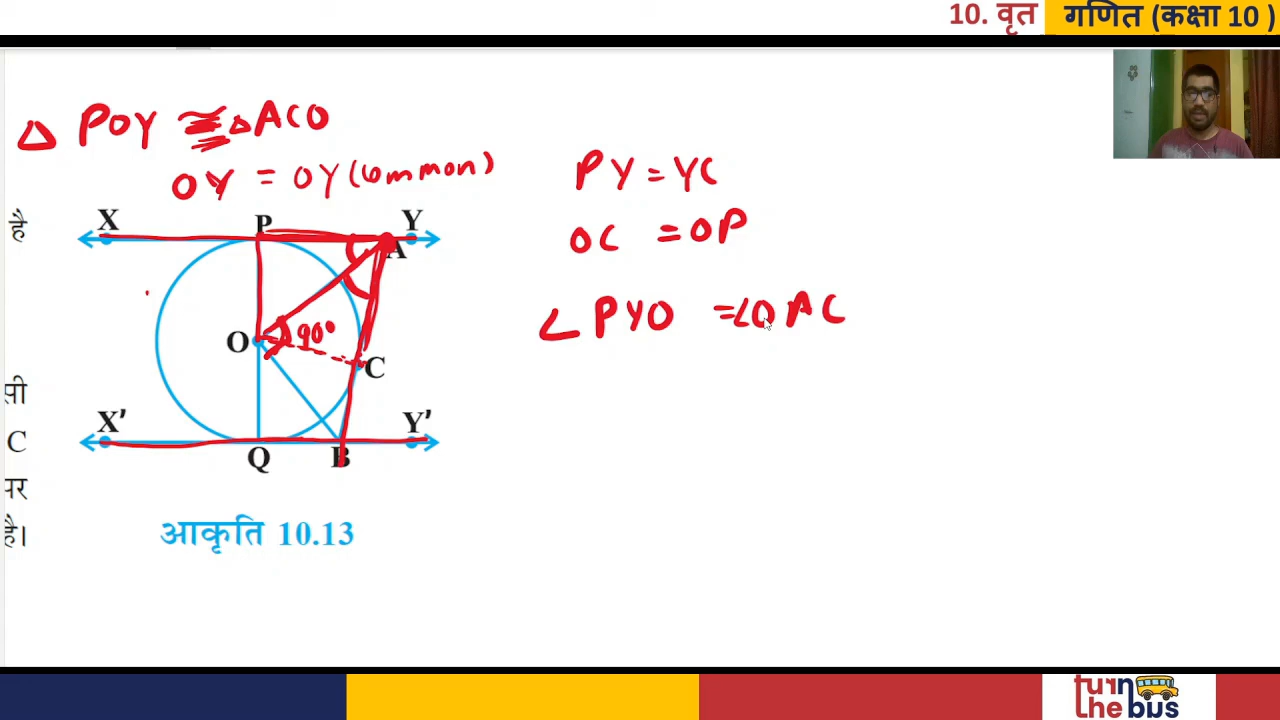 10. वृत गणित (कक्षा 10 )
△ POY ≅ △ACO
OY = OY (common)
PY = YC
OC = OP
∠ PYO = ∠OAC
है
X P Y
A
90°
O
C
सी
X' Y'
C
Q B
पर
है।
आकृति 10.13
turn
the bus